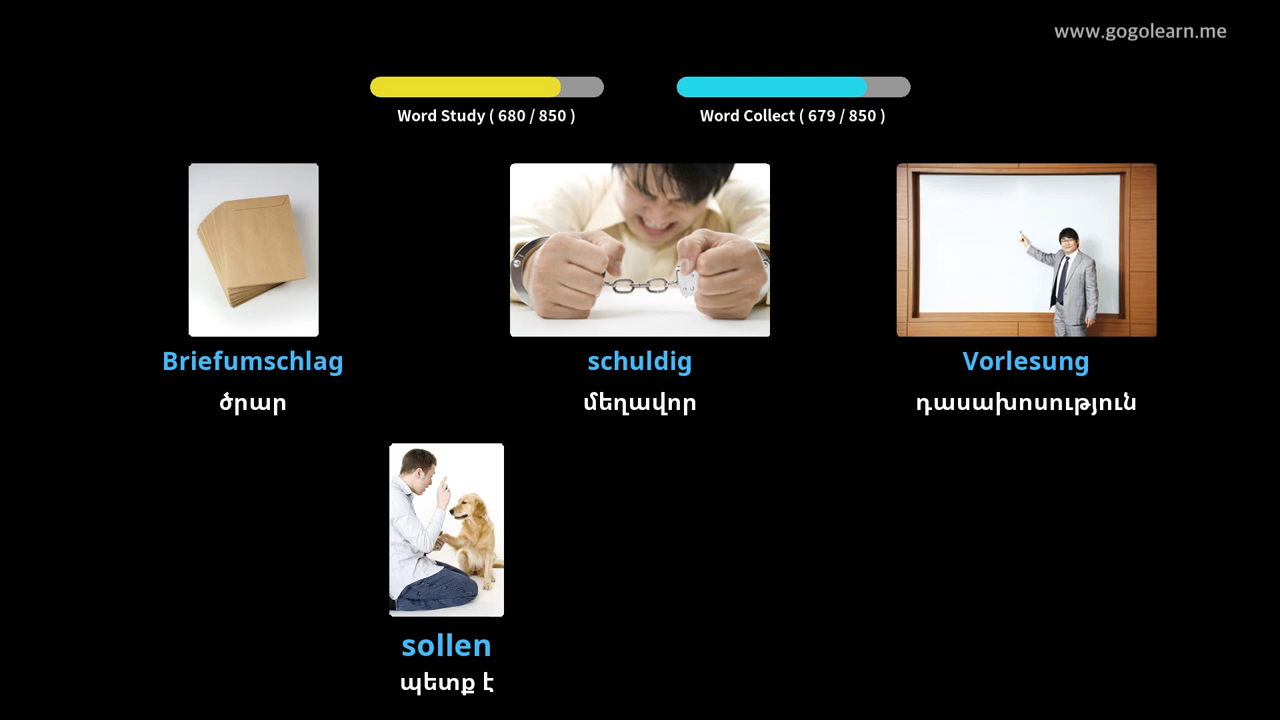 www.gogolearn.me
Word Study ( 680 / 850 )
Word Collect ( 679 / 850 )
Briefumschlag
ծրար
schuldig
մեղավոր
Vorlesung
դասախոսություն
sollen
պետք է